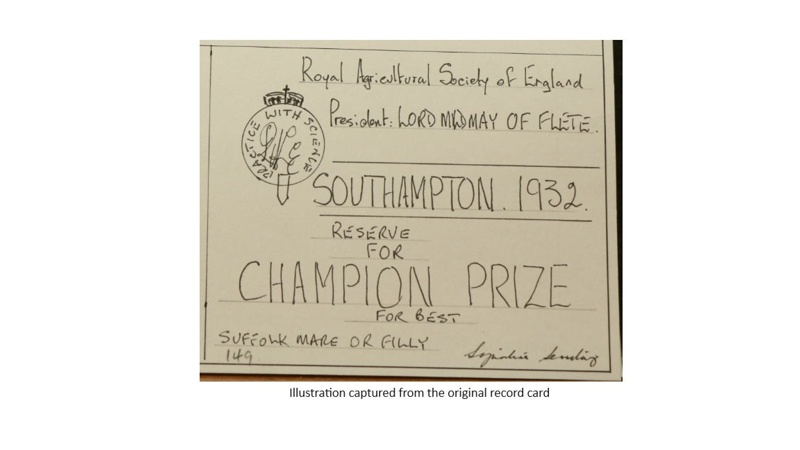 Royal Agricultural Society of England
PRACTICE WITH SCIENCE
President: LORD MILDMAY OF FLETE.
SOUTHAMPTON. 1932.
RESERVE
FOR
CHAMPION PRIZE
FOR BEST
SUFFOLK MARE OR FILLY
149
Illustration captured from the original record card